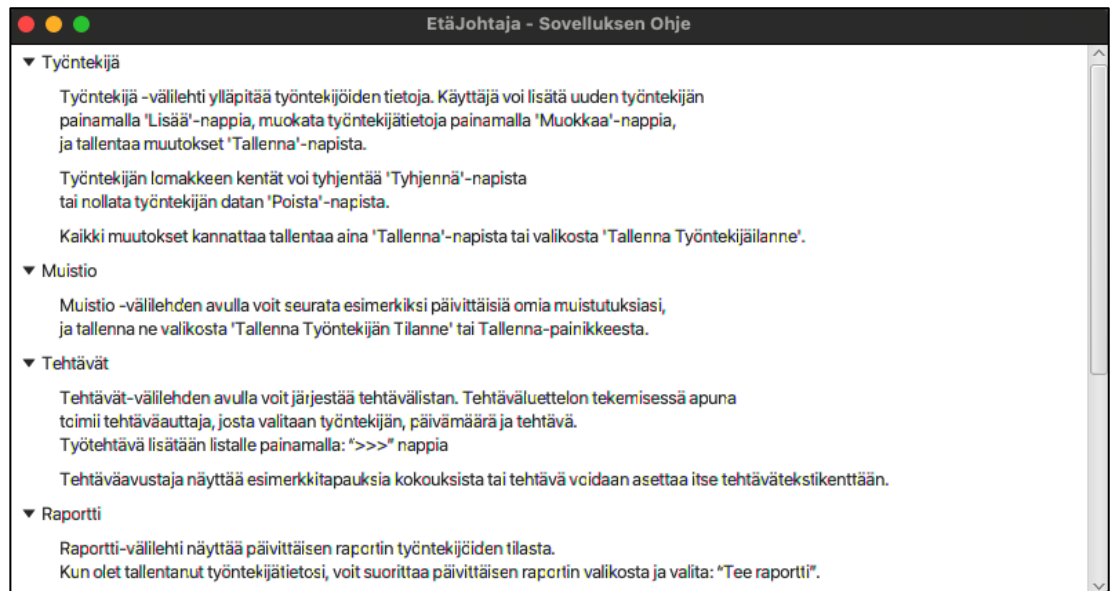 EtäJohtaja - Sovelluksen Ohje
Työntekijä
Työntekijä -välilehti ylläpitää työntekijöiden tietoja. Käyttäjä voi lisätä uuden työntekijän
painamalla 'Lisää'-nappia, muokata työntekijätietoja painamalla 'Muokkaa'-nappia,
ja tallentaa muutokset 'Tallenna'-napista.
Työntekijän lomakkeen kentät voi tyhjentää 'Tyhjennä'-napista
tai nollata työntekijän datan 'Poista'-napista.
Kaikki muutokset kannattaa tallentaa aina 'Tallenna'-napista tai valikosta 'Tallenna Työntekijäilanne'.
Muistio
Muistio -välilehden avulla voit seurata esimerkiksi päivittäisiä omia muistutuksiasi,
ja tallenna ne valikosta 'Tallenna Työntekijän Tilanne' tai Tallenna-painikkeesta.
Tehtävät
Tehtävät-välilehden avulla voit järjestää tehtävälistan. Tehtäväluettelon tekemisessä apuna
toimii tehtäväauttaja, josta valitaan työntekijän, päivämäärä ja tehtävä.
Työtehtävä lisätään listalle painamalla: “>>>” nappia
Tehtäväavustaja näyttää esimerkkitapauksia kokouksista tai tehtävä voidaan asettaa itse tehtävätekstikenttään.
Raportti
Raportti-välilehti näyttää päivittäisen raportin työntekijöiden tilasta.
Kun olet tallentanut työntekijätietosi, voit suorittaa päivittäisen raportin valikosta ja valita: “Tee raportti”.